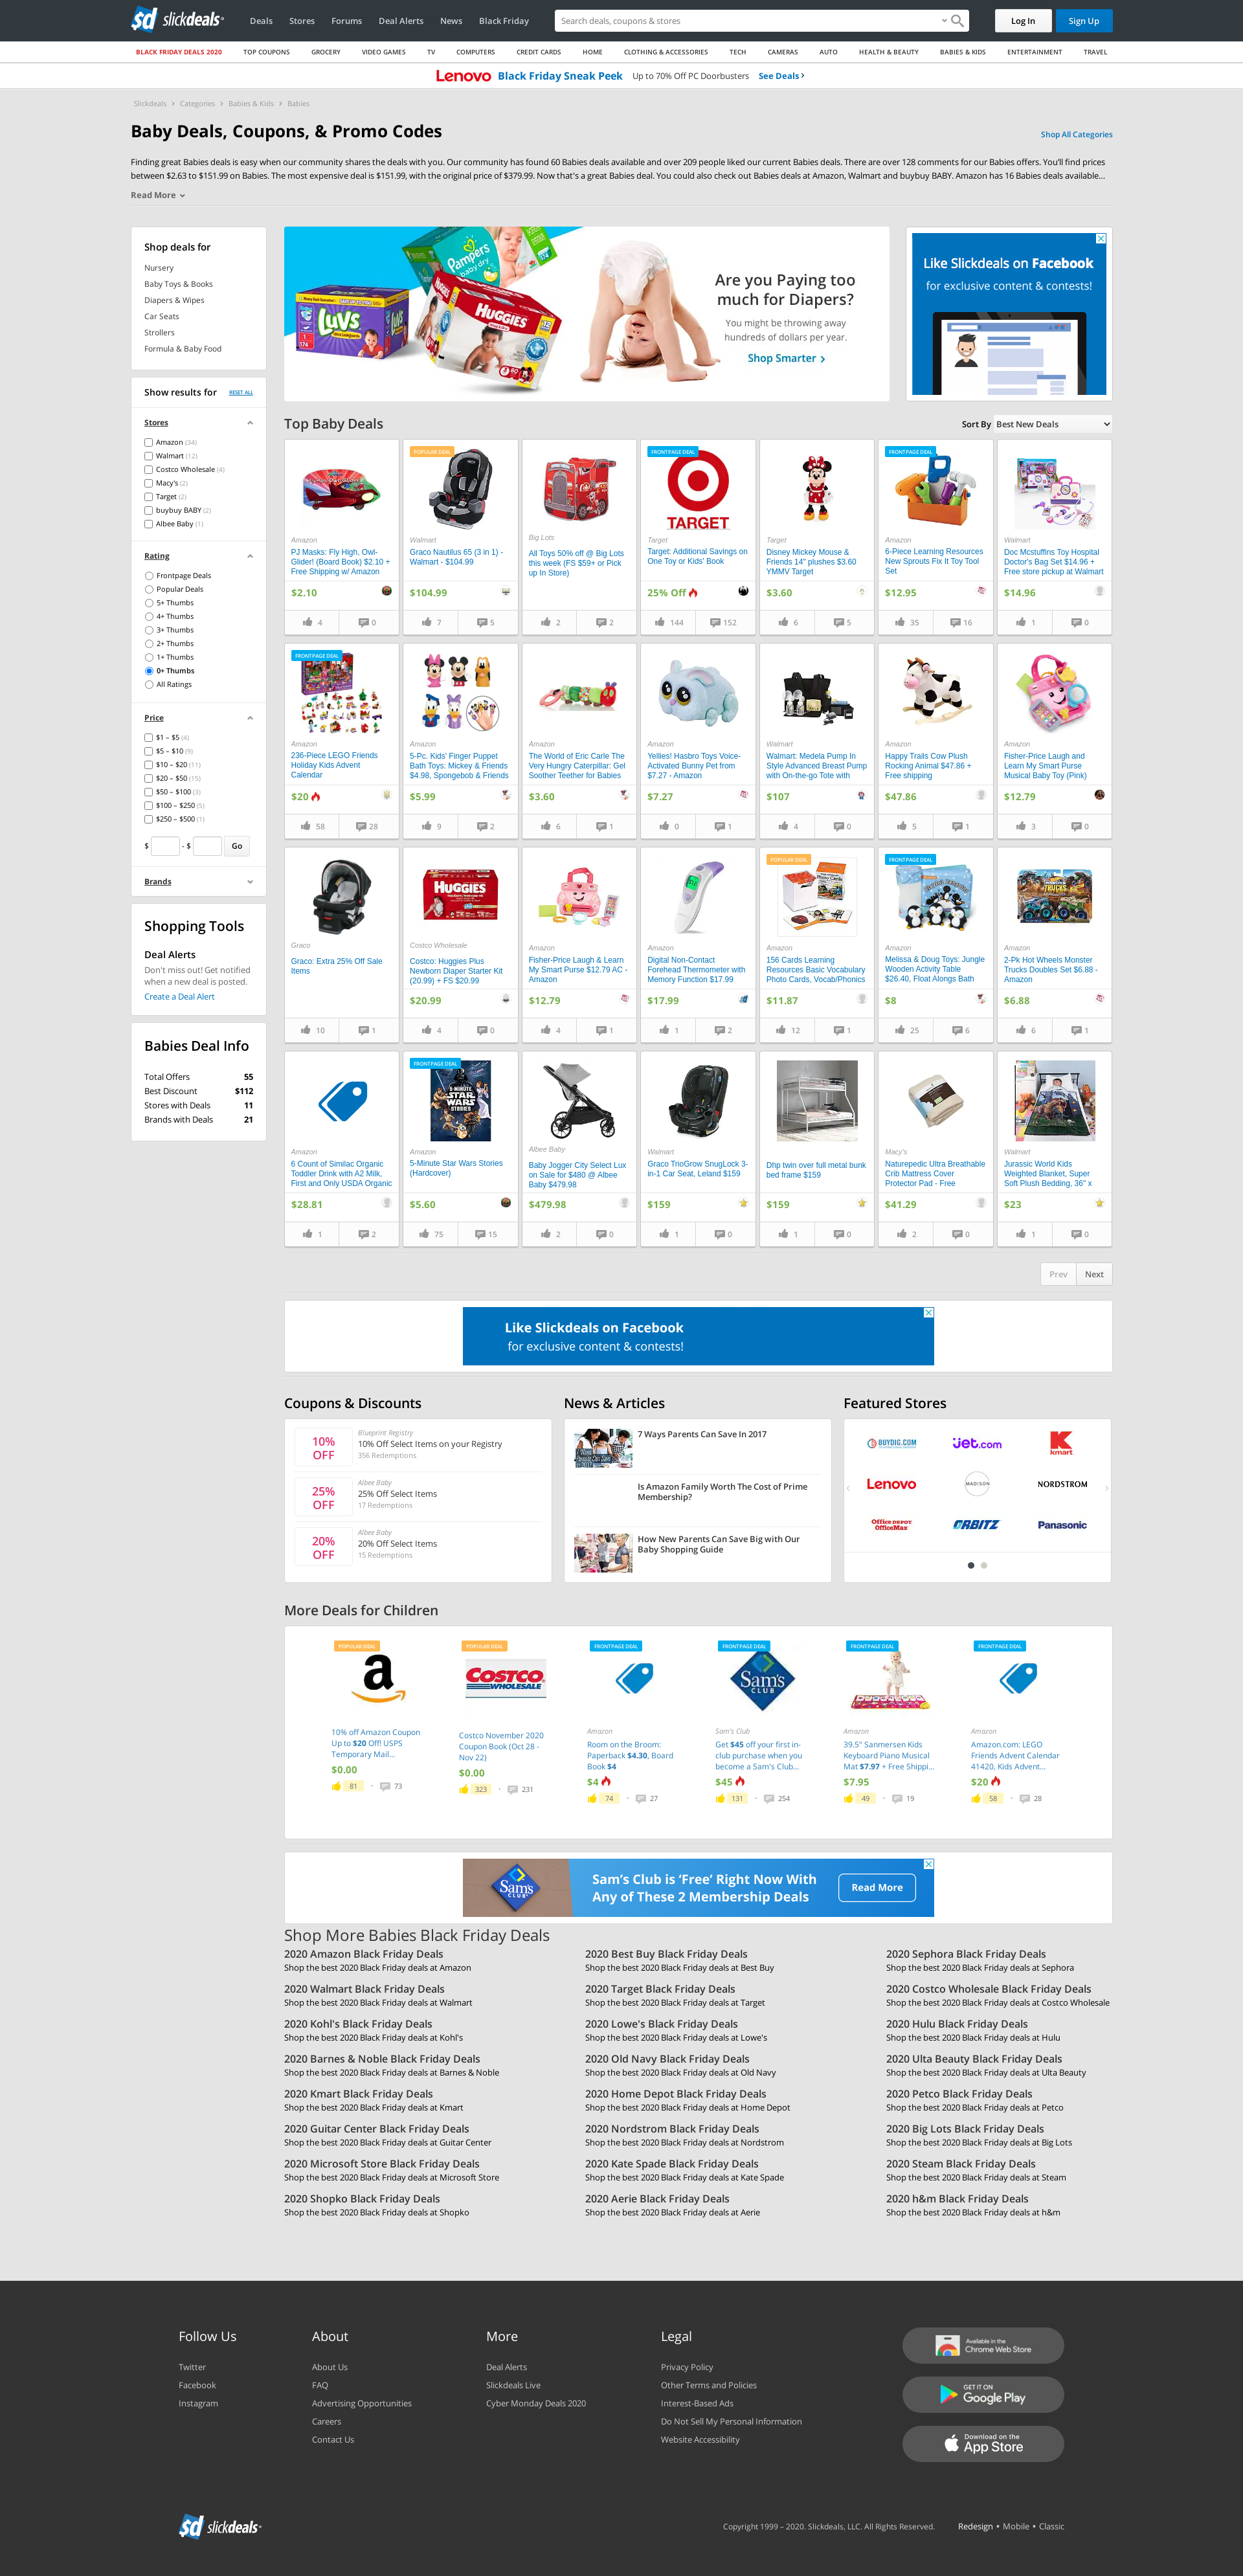 sd slickdeals
Deals
Stores
Forums
Deal Alerts
News
Black Friday
Search deals, coupons & stores
Log In
Sign Up
BLACK FRIDAY DEALS 2020
TOP COUPONS
GROCERY
VIDEO GAMES
TV
COMPUTERS
CREDIT CARDS
HOME
CLOTHING & ACCESSORIES
TECH
CAMERAS
AUTO
HEALTH & BEAUTY
BABIES & KIDS
ENTERTAINMENT
TRAVEL
Lenovo Black Friday Sneak Peek Up to 70% Off PC Doorbusters See Deals
Slickdeals > Categories > Babies & Kids > Babies
Baby Deals, Coupons, & Promo Codes
Shop All Categories
Finding great Babies deals is easy when our community shares the deals with you. Our community has found 60 Babies deals available and over 209 people liked our current Babies deals. There are over 128 comments for our Babies offers. You'll find prices
between $2.63 to $151.99 on Babies. The most expensive deal is $151.99, with the original price of $379.99. Now that's a great Babies deal. You could also check out Babies deals at Amazon, Walmart and buybuy BABY. Amazon has 16 Babies deals available...
Read More
Shop deals for
Nursery
Baby Toys & Books
Diapers & Wipes
Car Seats
Strollers
Formula & Baby Food
Show results for
RESET ALL
Stores
Amazon (34)
Walmart (12)
Costco Wholesale (4)
Macy's (2)
Target (2)
buybuy BABY (2)
Albee Baby (1)
Rating
Frontpage Deals
Popular Deals
5+ Thumbs
4+ Thumbs
3+ Thumbs
2+ Thumbs
1+ Thumbs
0+ Thumbs
All Ratings
Price
$1 – $5 (4)
$5 – $10 (9)
$10 – $20 (11)
$20 – $50 (15)
$50 – $100 (3)
$100 – $250 (5)
$250 – $500 (1)
$ - $ Go
Brands
Shopping Tools
Deal Alerts
Don't miss out! Get notified
when a new deal is posted.
Create a Deal Alert
Babies Deal Info
Total Offers 55
Best Discount $112
Stores with Deals 11
Brands with Deals 21
Pampers
baby dry
Luvs
HUGGIES
Are you Paying too
much for Diapers?
You might be throwing away
hundreds of dollars per year.
Shop Smarter
Like Slickdeals on Facebook
for exclusive content & contests!
Top Baby Deals
Sort By Best New Deals
Amazon
PJ Masks: Fly High, Owl-
Glider! (Board Book) $2.10 +
Free Shipping w/ Amazon
$2.10
4
0
POPULAR DEAL
Walmart
Graco Nautilus 65 (3 in 1) -
Walmart - $104.99
$104.99
7
5
Big Lots
All Toys 50% off @ Big Lots
this week (FS $59+ or Pick
up In Store)
2
2
FRONTPAGE DEAL
TARGET
Target
Target: Additional Savings on
One Toy or Kids' Book
25% Off
144
152
Target
Disney Mickey Mouse &
Friends 14" plushes $3.60
YMMV Target
$3.60
6
5
FRONTPAGE DEAL
Amazon
6-Piece Learning Resources
New Sprouts Fix It Toy Tool
Set
$12.95
35
16
Walmart
Doc Mcstuffins Toy Hospital
Doctor's Bag Set $14.96 +
Free store pickup at Walmart
$14.96
1
0
FRONTPAGE DEAL
Amazon
236-Piece LEGO Friends
Holiday Kids Advent
Calendar
$20
58
28
Amazon
5-Pc. Kids' Finger Puppet
Bath Toys: Mickey & Friends
$4.98, Spongebob & Friends
$5.99
9
2
Amazon
The World of Eric Carle The
Very Hungry Caterpillar: Gel
Soother Teether for Babies
$3.60
6
1
Amazon
Yellies! Hasbro Toys Voice-
Activated Bunny Pet from
$7.27 - Amazon
$7.27
0
1
Walmart
Walmart: Medela Pump In
Style Advanced Breast Pump
with On-the-go Tote with
$107
4
0
Amazon
Happy Trails Cow Plush
Rocking Animal $47.86 +
Free shipping
$47.86
5
1
Amazon
Fisher-Price Laugh and
Learn My Smart Purse
Musical Baby Toy (Pink)
$12.79
3
0
Graco
Graco: Extra 25% Off Sale
Items
10
1
HUGGIES
Costco Wholesale
Costco: Huggies Plus
Newborn Diaper Starter Kit
(20.99) + FS $20.99
$20.99
4
0
Amazon
Fisher-Price Laugh & Learn
My Smart Purse $12.79 AC -
Amazon
$12.79
4
1
Amazon
Digital Non-Contact
Forehead Thermometer with
Memory Function $17.99
$17.99
1
2
POPULAR DEAL
Amazon
156 Cards Learning
Resources Basic Vocabulary
Photo Cards, Vocab/Phonics
$11.87
12
1
FRONTPAGE DEAL
Amazon
Melissa & Doug Toys: Jungle
Wooden Activity Table
$26.40, Float Alongs Bath
$8
25
6
Amazon
2-Pk Hot Wheels Monster
Trucks Doubles Set $6.88 -
Amazon
$6.88
6
1
Amazon
6 Count of Similac Organic
Toddler Drink with A2 Milk,
First and Only USDA Organic
$28.81
1
2
FRONTPAGE DEAL
5-MINUTE STAR WARS STORIES
Amazon
5-Minute Star Wars Stories
(Hardcover)
$5.60
75
15
Albee Baby
Baby Jogger City Select Lux
on Sale for $480 @ Albee
Baby $479.98
$479.98
2
0
Walmart
Graco TrioGrow SnugLock 3-
in-1 Car Seat, Leland $159
$159
1
0
Dhp twin over full metal bunk
bed frame $159
$159
1
0
Macy's
Naturepedic Ultra Breathable
Crib Mattress Cover
Protector Pad - Free
$41.29
2
0
Walmart
Jurassic World Kids
Weighted Blanket, Super
Soft Plush Bedding, 36" x
$23
1
0
Prev
Next
Like Slickdeals on Facebook
for exclusive content & contests!
Coupons & Discounts
10%
OFF
Blueprint Registry
10% Off Select Items on your Registry
356 Redemptions
25%
OFF
Albee Baby
25% Off Select Items
17 Redemptions
20%
OFF
Albee Baby
20% Off Select Items
15 Redemptions
News & Articles
7 Ways Parents Can Save In 2017
Is Amazon Family Worth The Cost of Prime
Membership?
How New Parents Can Save Big with Our
Baby Shopping Guide
Featured Stores
BUYDIG.COM
jet.com
kmart
Lenovo
MADISON
NORDSTROM
Office DEPOT
OfficeMax
ORBITZ
Panasonic
More Deals for Children
POPULAR DEAL
10% off Amazon Coupon
Up to $20 Off! USPS
Temporary Mail...
$0.00
81 · 73
POPULAR DEAL
COSTCO
WHOLESALE
Costco November 2020
Coupon Book (Oct 28 -
Nov 22)
$0.00
323 · 231
FRONTPAGE DEAL
Amazon
Room on the Broom:
Paperback $4.30, Board
Book $4
$4
74 · 27
FRONTPAGE DEAL
Sam's
CLUB
Sam's Club
Get $45 off your first in-
club purchase when you
become a Sam's Club...
$45
131 · 254
FRONTPAGE DEAL
Amazon
39.5" Sanmersen Kids
Keyboard Piano Musical
Mat $7.97 + Free Shippi...
$7.95
49 · 19
FRONTPAGE DEAL
Amazon
Amazon.com: LEGO
Friends Advent Calendar
41420, Kids Advent...
$20
58 · 28
Sam's
CLUB
Sam's Club is 'Free' Right Now With
Any of These 2 Membership Deals
Read More
Shop More Babies Black Friday Deals
2020 Amazon Black Friday Deals
Shop the best 2020 Black Friday deals at Amazon
2020 Best Buy Black Friday Deals
Shop the best 2020 Black Friday deals at Best Buy
2020 Sephora Black Friday Deals
Shop the best 2020 Black Friday deals at Sephora
2020 Walmart Black Friday Deals
Shop the best 2020 Black Friday deals at Walmart
2020 Target Black Friday Deals
Shop the best 2020 Black Friday deals at Target
2020 Costco Wholesale Black Friday Deals
Shop the best 2020 Black Friday deals at Costco Wholesale
2020 Kohl's Black Friday Deals
Shop the best 2020 Black Friday deals at Kohl's
2020 Lowe's Black Friday Deals
Shop the best 2020 Black Friday deals at Lowe's
2020 Hulu Black Friday Deals
Shop the best 2020 Black Friday deals at Hulu
2020 Barnes & Noble Black Friday Deals
Shop the best 2020 Black Friday deals at Barnes & Noble
2020 Old Navy Black Friday Deals
Shop the best 2020 Black Friday deals at Old Navy
2020 Ulta Beauty Black Friday Deals
Shop the best 2020 Black Friday deals at Ulta Beauty
2020 Kmart Black Friday Deals
Shop the best 2020 Black Friday deals at Kmart
2020 Home Depot Black Friday Deals
Shop the best 2020 Black Friday deals at Home Depot
2020 Petco Black Friday Deals
Shop the best 2020 Black Friday deals at Petco
2020 Guitar Center Black Friday Deals
Shop the best 2020 Black Friday deals at Guitar Center
2020 Nordstrom Black Friday Deals
Shop the best 2020 Black Friday deals at Nordstrom
2020 Big Lots Black Friday Deals
Shop the best 2020 Black Friday deals at Big Lots
2020 Microsoft Store Black Friday Deals
Shop the best 2020 Black Friday deals at Microsoft Store
2020 Kate Spade Black Friday Deals
Shop the best 2020 Black Friday deals at Kate Spade
2020 Steam Black Friday Deals
Shop the best 2020 Black Friday deals at Steam
2020 Shopko Black Friday Deals
Shop the best 2020 Black Friday deals at Shopko
2020 Aerie Black Friday Deals
Shop the best 2020 Black Friday deals at Aerie
2020 h&m Black Friday Deals
Shop the best 2020 Black Friday deals at h&m
Follow Us
Twitter
Facebook
Instagram
About
About Us
FAQ
Advertising Opportunities
Careers
Contact Us
More
Deal Alerts
Slickdeals Live
Cyber Monday Deals 2020
Legal
Privacy Policy
Other Terms and Policies
Interest-Based Ads
Do Not Sell My Personal Information
Website Accessibility
Available in the
Chrome Web Store
GET IT ON
Google Play
Download on the
App Store
sd slickdeals
Copyright 1999 – 2020. Slickdeals, LLC. All Rights Reserved.
Redesign • Mobile • Classic